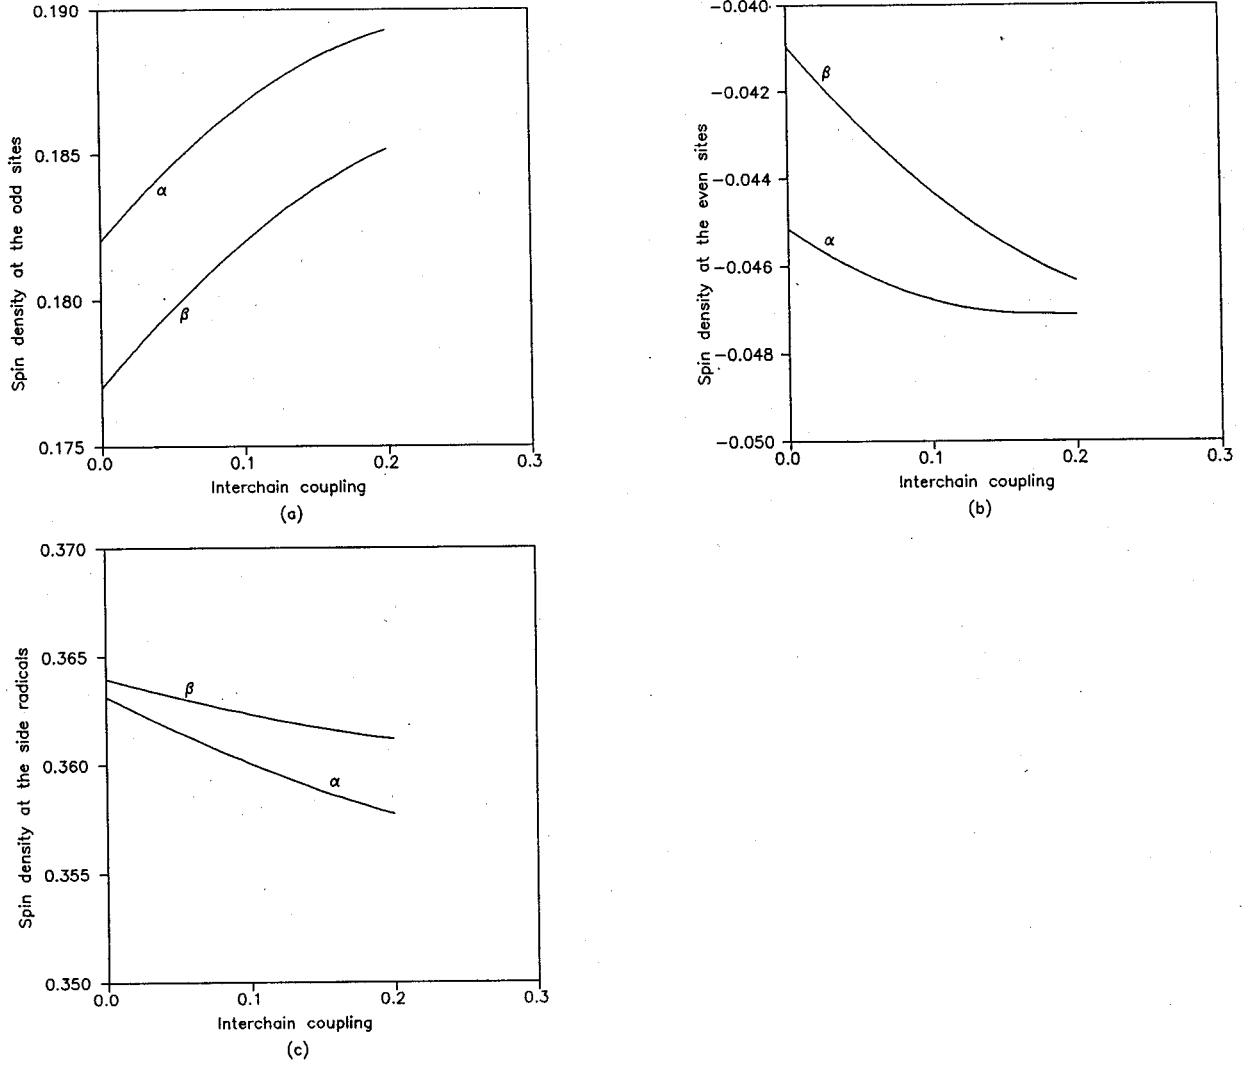 0.190
0.185
0.180
0.175
Spin density at the odd sites
α
β
0.0 0.1 0.2 0.3
Interchain coupling
(a)
−0.040
−0.042
−0.044
−0.046
−0.048
−0.050
Spin density at the even sites
β
α
0.0 0.1 0.2 0.3
Interchain coupling
(b)
0.370
0.365
0.360
0.355
0.350
Spin density at the side radicals
β
α
0.0 0.1 0.2 0.3
Interchain coupling
(c)